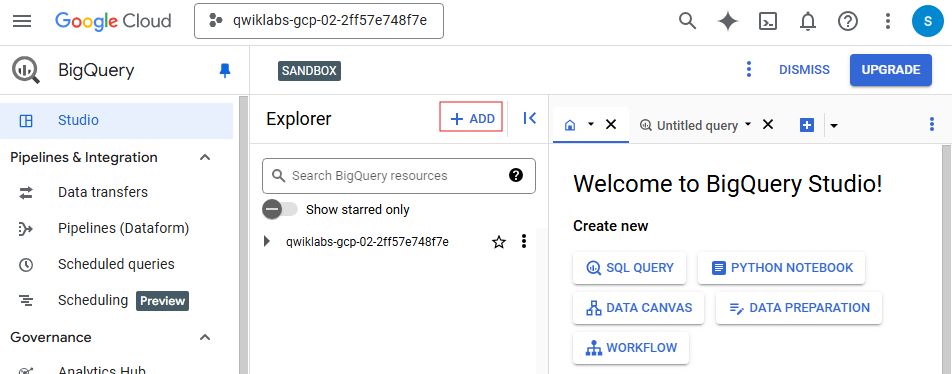 Google Cloud
qwiklabs-gcp-02-2ff57e748f7e
S
BigQuery
SANDBOX
DISMISS
UPGRADE
Studio
Pipelines & Integration
Data transfers
Pipelines (Dataform)
Scheduled queries
Scheduling Preview
Governance
Analytics Hub
Explorer
+ ADD
Search BigQuery resources
Show starred only
qwiklabs-gcp-02-2ff57e748f7e
Untitled query
Welcome to BigQuery Studio!
Create new
SQL QUERY
PYTHON NOTEBOOK
DATA CANVAS
DATA PREPARATION
WORKFLOW